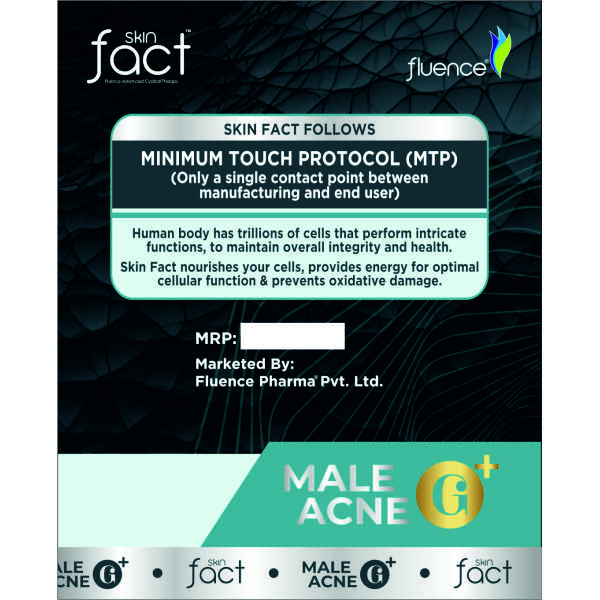 SKIN
fact™
Fluence Advanced Cyclical Therapy
fluence®
SKIN FACT FOLLOWS
MINIMUM TOUCH PROTOCOL (MTP)
(Only a single contact point between
manufacturing and end user)
Human body has trillions of cells that perform intricate
functions, to maintain overall integrity and health.
Skin Fact nourishes your cells, provides energy for optimal
cellular function & prevents oxidative damage.
MRP:
Marketed By:
Fluence Pharma® Pvt. Ltd.
MALE
ACNE G+
ALE
CNE G+ • SKIN fact • MALE
ACNE G+ • SKIN fact